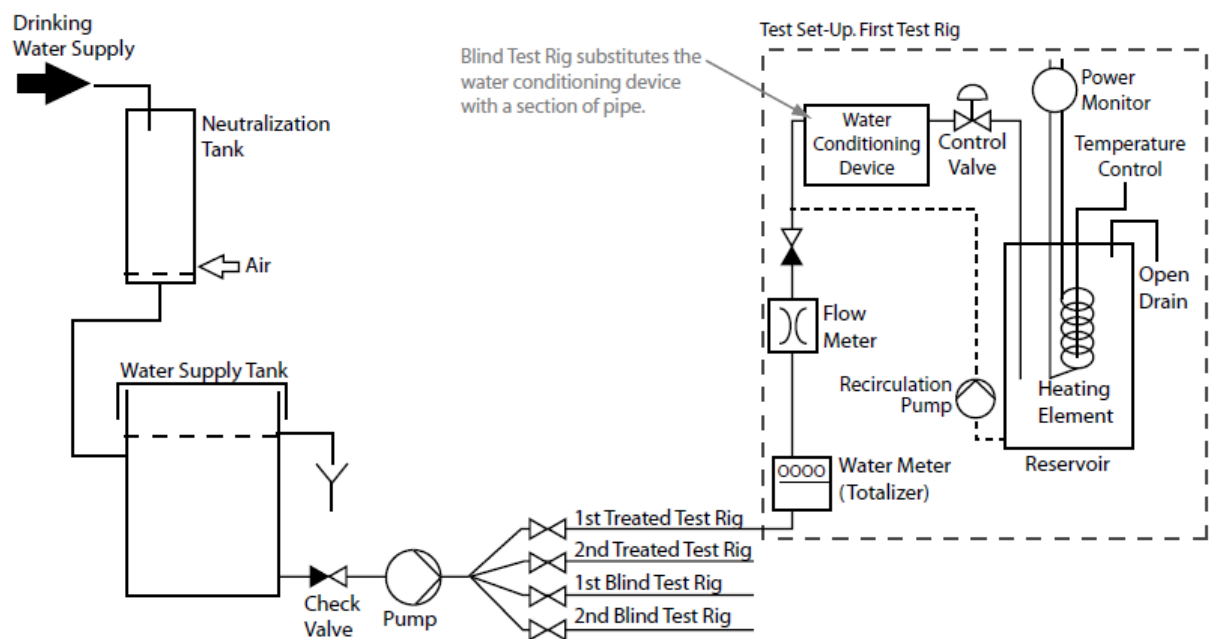 Drinking
Water Supply
Neutralization
Tank
Air
Water Supply Tank
Check
Valve
Pump
1st Treated Test Rig
2nd Treated Test Rig
1st Blind Test Rig
2nd Blind Test Rig
Blind Test Rig substitutes the
water conditioning device
with a section of pipe.
Test Set-Up. First Test Rig
Water
Conditioning
Device
Control
Valve
Power
Monitor
Temperature
Control
Open
Drain
Flow
Meter
Recirculation
Pump
Heating
Element
Reservoir
OOOO
Water Meter
(Totalizer)